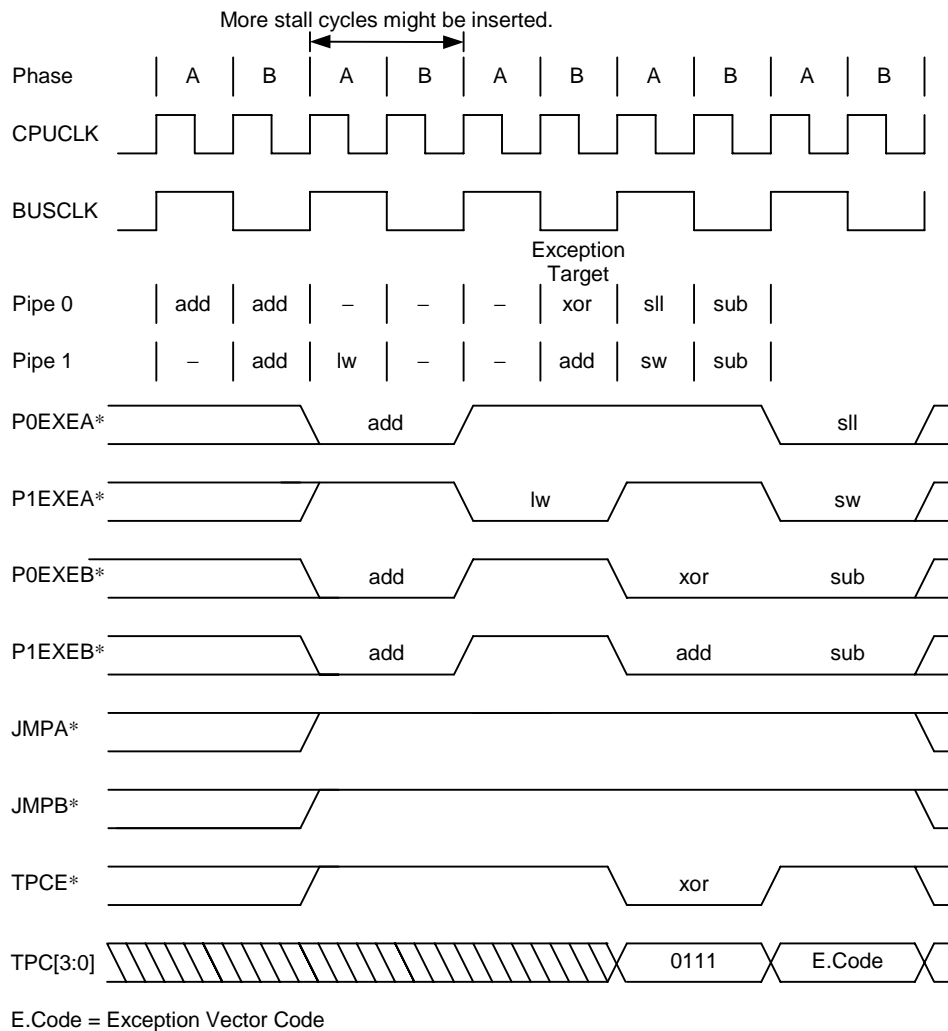 More stall cycles might be inserted.
Phase A B A B A B A B A B
CPUCLK
BUSCLK
Exception
Target
Pipe 0 add add – – – xor sll sub
Pipe 1 – add lw – – add sw sub
P0EXEA* add sll
P1EXEA* lw sw
P0EXEB* add xor sub
P1EXEB* add add sub
JMPA*
JMPB*
TPCE* xor
TPC[3:0] 0111 E.Code
E.Code = Exception Vector Code